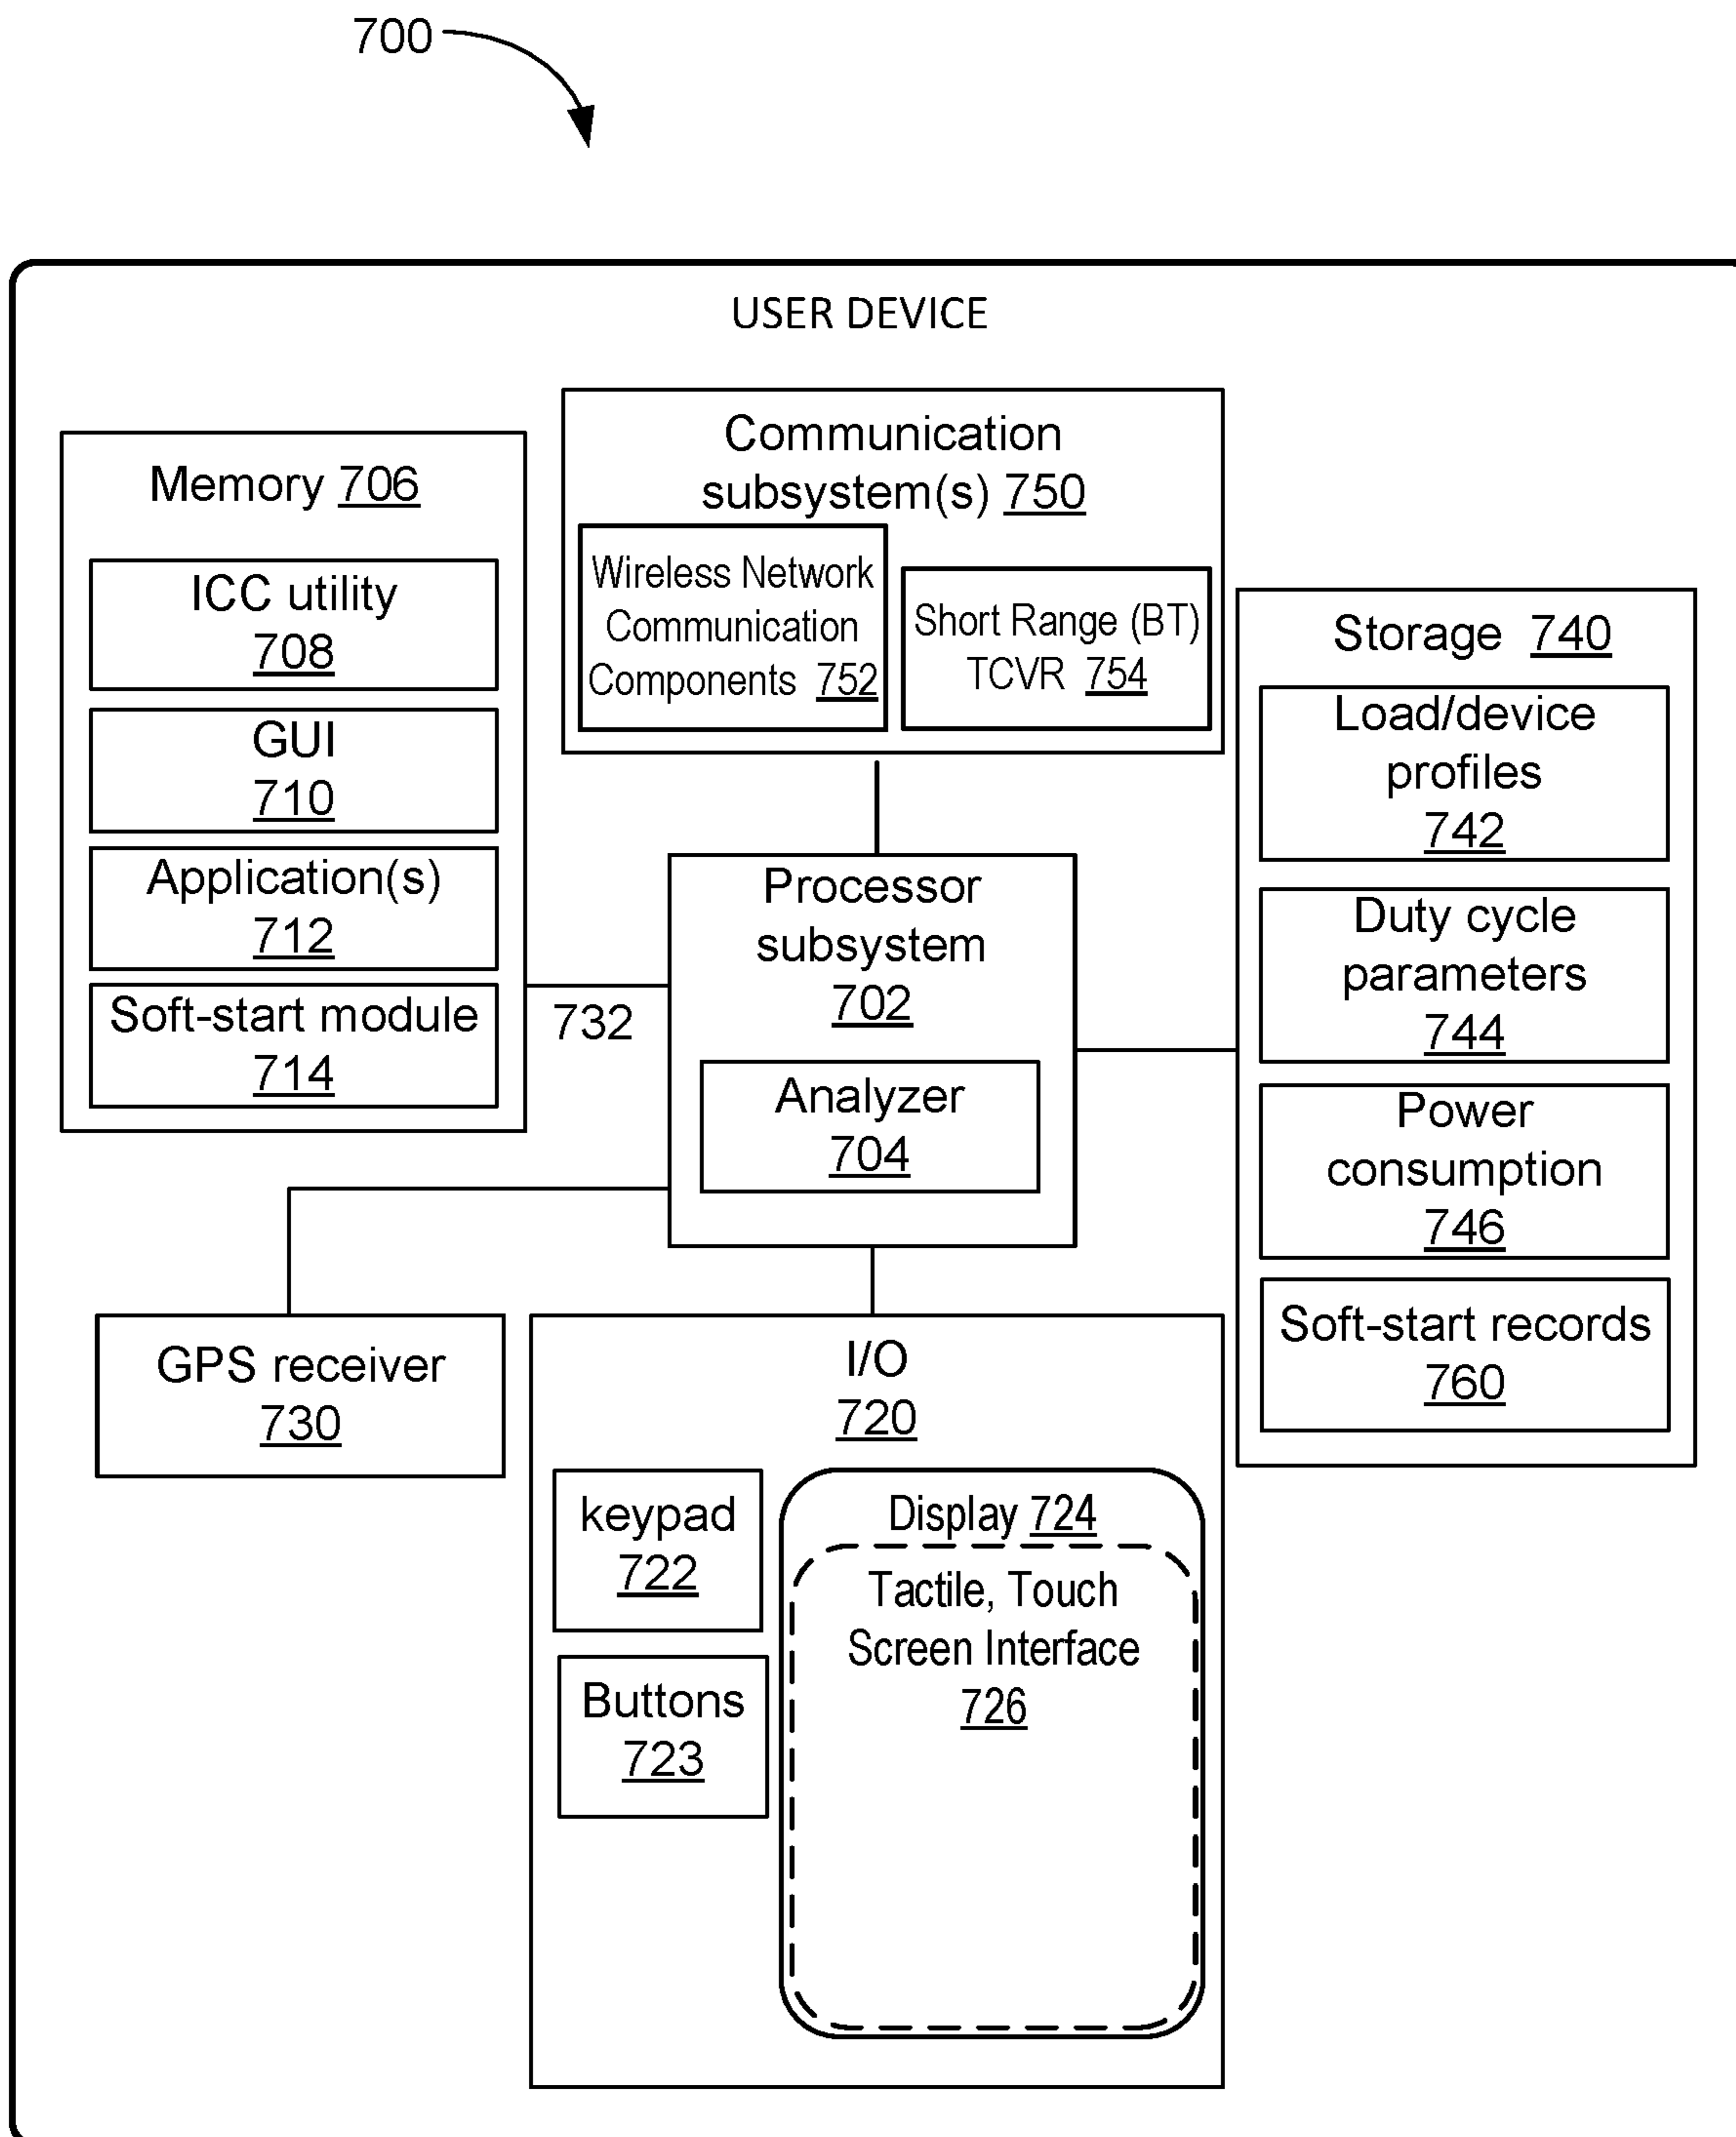 700
USER DEVICE
Communication
subsystem(s) 750
Wireless Network
Communication
Components 752
Short Range (BT)
TCVR 754
Memory 706
ICC utility
708
GUI
710
Application(s)
712
Soft-start module
714
732
Processor
subsystem
702
Analyzer
704
Storage 740
Load/device
profiles
742
Duty cycle
parameters
744
Power
consumption
746
Soft-start records
760
GPS receiver
730
I/O
720
keypad
722
Buttons
723
Display 724
Tactile, Touch
Screen Interface
726